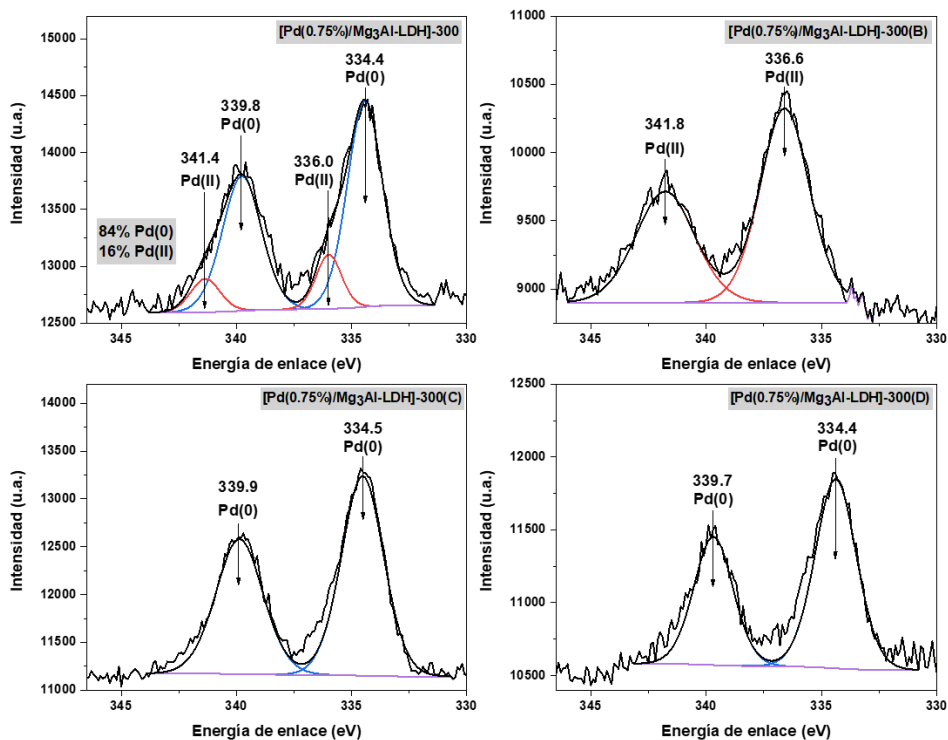 [Pd(0.75%)/Mg3Al-LDH]-300
334.4
Pd(0)
339.8
Pd(0)
341.4
Pd(II)
336.0
Pd(II)
84% Pd(0)
16% Pd(II)
14500
14000
13500
13000
12500
15000
345
340
335
330
Intensidad (u.a.)
Energía de enlace (eV)
[Pd(0.75%)/Mg3Al-LDH]-300(B)
336.6
Pd(II)
341.8
Pd(II)
11000
10500
10000
9500
9000
345
340
335
330
Intensidad (u.a.)
Energía de enlace (eV)
[Pd(0.75%)/Mg3Al-LDH]-300(C)
334.5
Pd(0)
339.9
Pd(0)
14000
13500
13000
12500
12000
11500
11000
345
340
335
330
Intensidad (u.a.)
Energía de enlace (eV)
[Pd(0.75%)/Mg3Al-LDH]-300(D)
334.4
Pd(0)
339.7
Pd(0)
12500
12000
11500
11000
10500
345
340
335
330
Intensidad (u.a.)
Energía de enlace (eV)